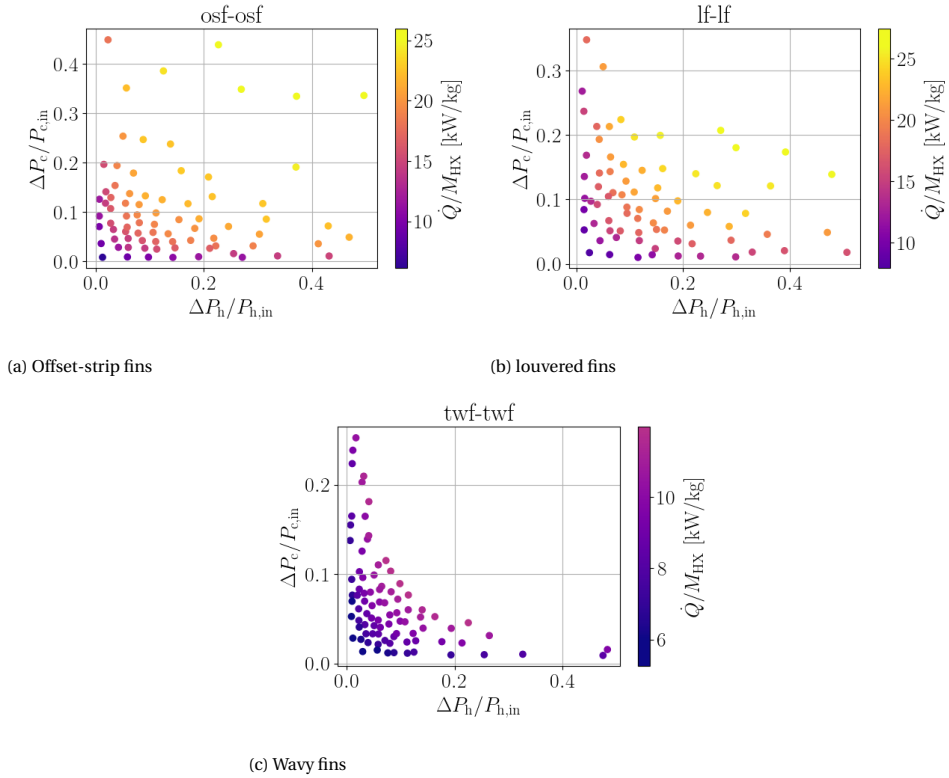 osf-osf
0.4
0.3
0.2
0.1
0.0
0.0
0.2
0.4
ΔP_c/P_c,in
ΔP_h/P_h,in
25
20
15
10
Q̇/M_HX [kW/kg]
(a) Offset-strip fins
lf-lf
0.3
0.2
0.1
0.0
0.0
0.2
0.4
ΔP_c/P_c,in
ΔP_h/P_h,in
25
20
15
10
Q̇/M_HX [kW/kg]
(b) louvered fins
twf-twf
0.2
0.1
0.0
0.0
0.2
0.4
ΔP_c/P_c,in
ΔP_h/P_h,in
10
8
6
Q̇/M_HX [kW/kg]
(c) Wavy fins